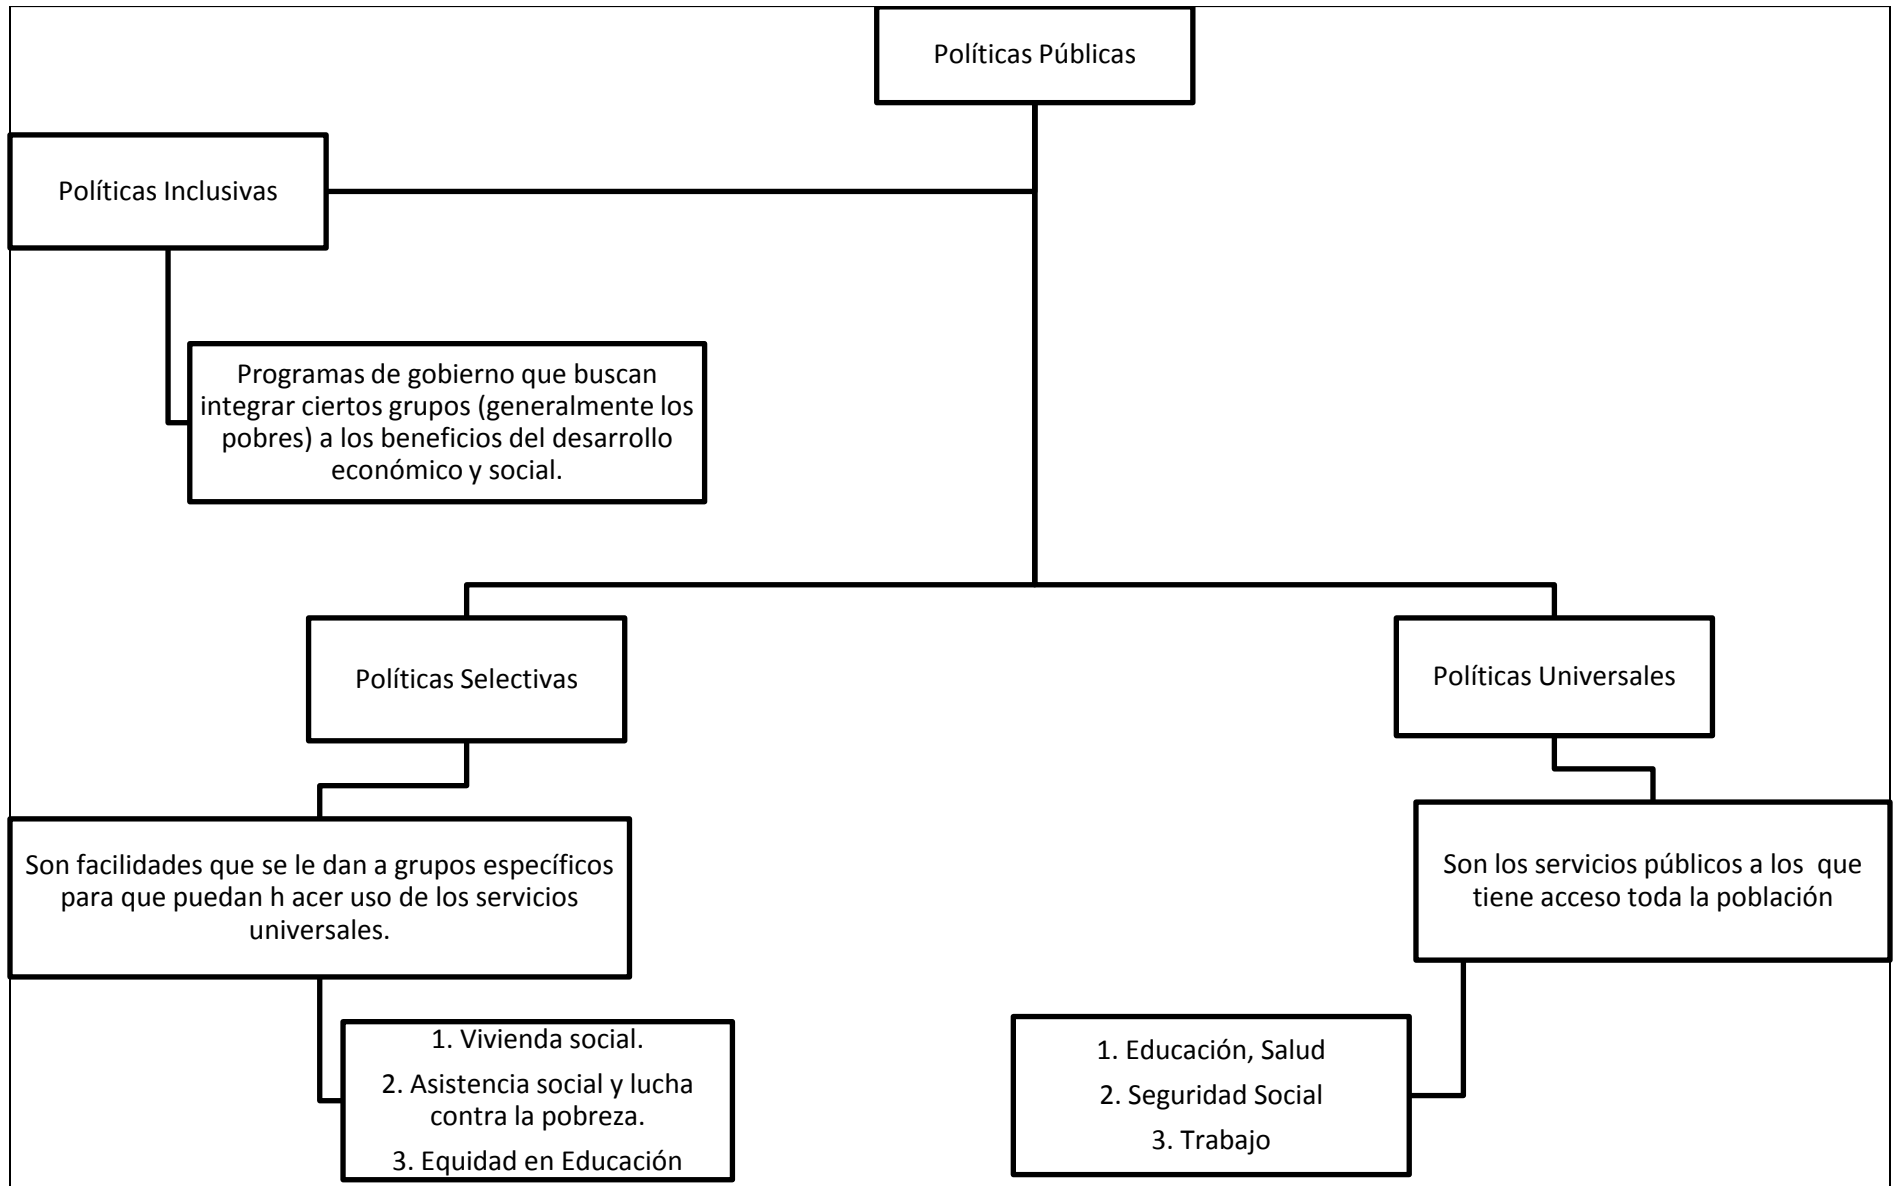 Políticas Públicas
Políticas Inclusivas
Programas de gobierno que buscan
integrar ciertos grupos (generalmente los
pobres) a los beneficios del desarrollo
económico y social.
Políticas Selectivas
Políticas Universales
Son facilidades que se le dan a grupos específicos
para que puedan h acer uso de los servicios
universales.
Son los servicios públicos a los  que
tiene acceso toda la población
1. Vivienda social.
2. Asistencia social y lucha
contra la pobreza.
3. Equidad en Educación
1. Educación, Salud
2. Seguridad Social
3. Trabajo